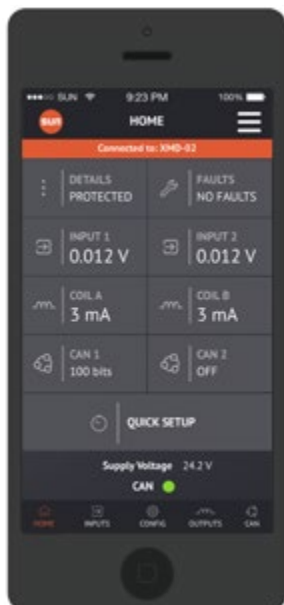 SUN 9:23 PM 100%
sun HOME
Connected to: XMD-02
DETAILS
PROTECTED
FAULTS
NO FAULTS
INPUT 1
0.012 V
INPUT 2
0.012 V
COIL A
3 mA
COIL B
3 mA
CAN 1
100 bits
CAN 2
OFF
QUICK SETUP
Supply Voltage 24.2 V
CAN
HOME INPUTS CONFIG OUTPUTS CAN